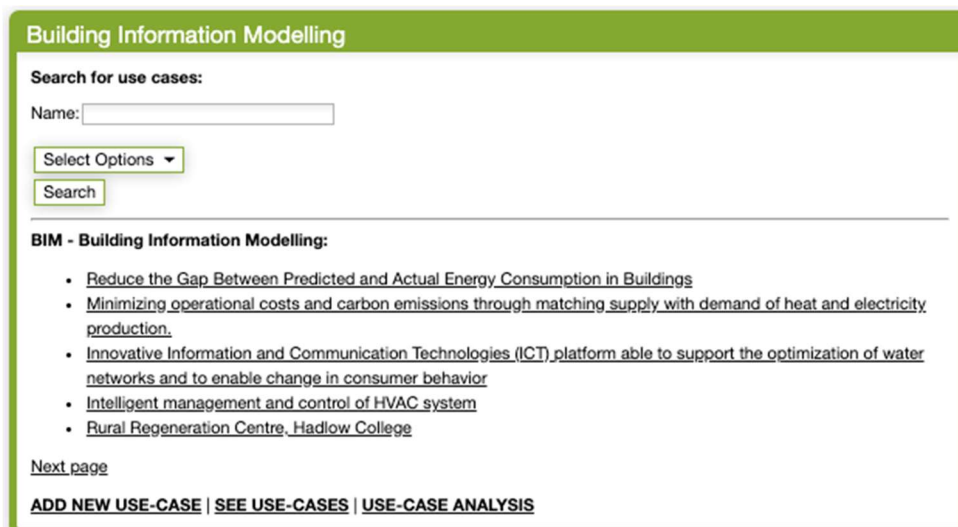 Building Information Modelling
Search for use cases:
Name:
Select Options
Search
BIM - Building Information Modelling:
Reduce the Gap Between Predicted and Actual Energy Consumption in Buildings
Minimizing operational costs and carbon emissions through matching supply with demand of heat and electricity
production.
Innovative Information and Communication Technologies (ICT) platform able to support the optimization of water
networks and to enable change in consumer behavior
Intelligent management and control of HVAC system
Rural Regeneration Centre, Hadlow College
Next page
ADD NEW USE-CASE | SEE USE-CASES | USE-CASE ANALYSIS